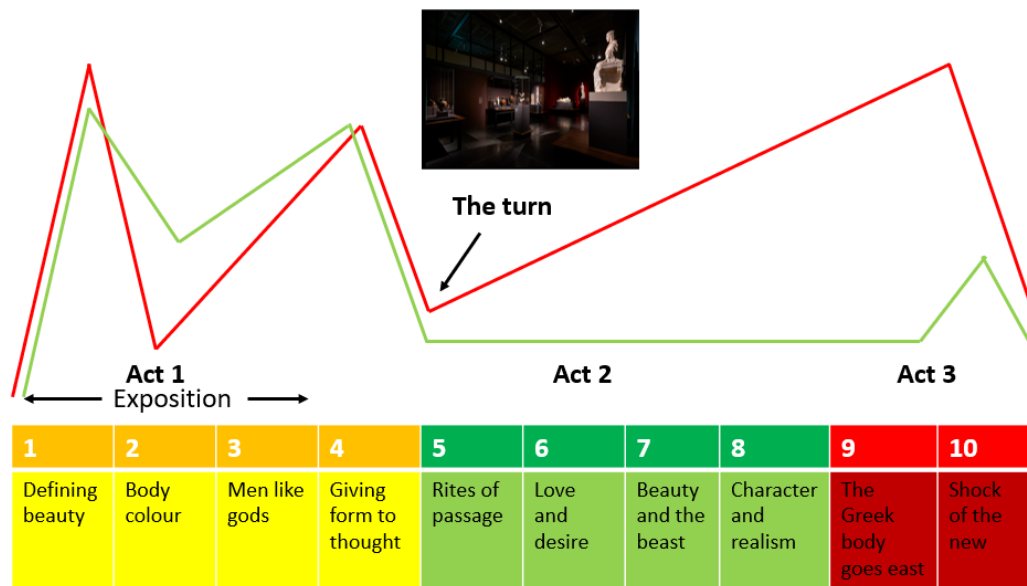 The turn
Act 1
Act 2
Act 3
Exposition
1
2
3
4
5
6
7
8
9
10
Defining
beauty
Body
colour
Men like
gods
Giving
form to
thought
Rites of
passage
Love
and
desire
Beauty
and the
beast
Character
and
realism
The
Greek
body
goes east
Shock
of the
new